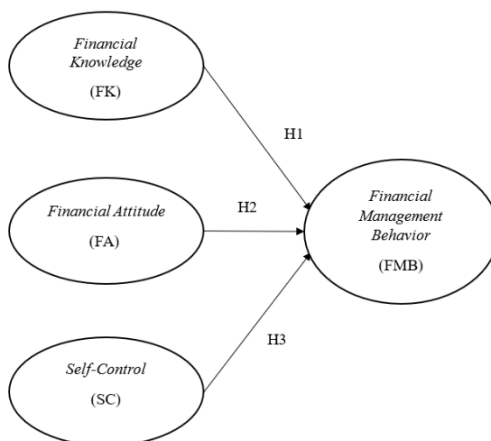 Financial
Knowledge
(FK)
H1
Financial Attitude
(FA)
H2
Financial
Management
Behavior
(FMB)
H3
Self-Control
(SC)